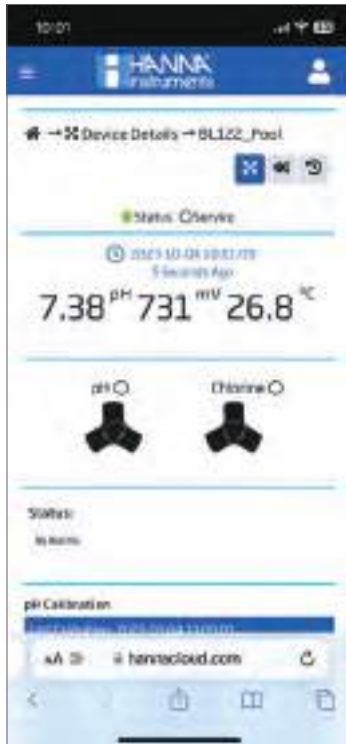 10:01
HANNA
instruments
→ Device Details → BL122_Pool
Status Service
5 Seconds Ago
7.38 pH 731 mV 26.8 °C
pH Chlorine
Status:
No Alarms
pH Calibration
AA hannacloud.com